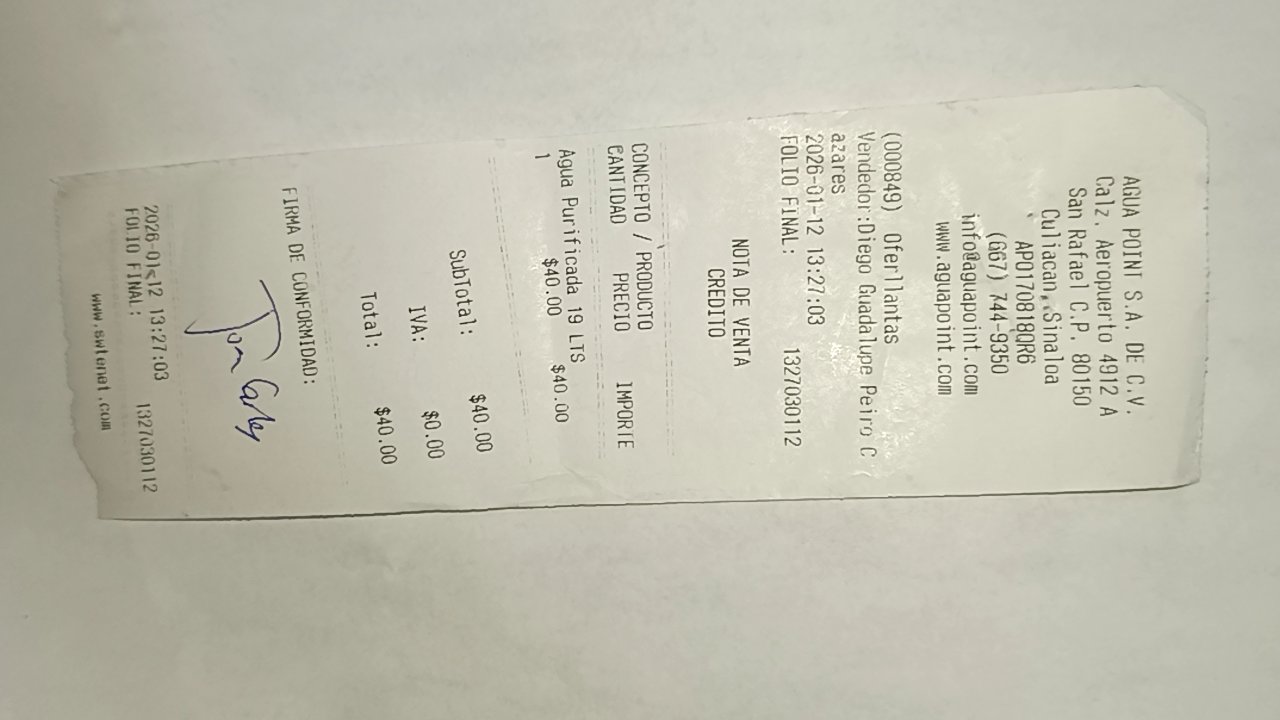 AGUA POINT S.A. DE C.V.
Calz. Aeropuerto 4912 A
San Rafael C.P. 80150
Culiacan, Sinaloa
APO170818QR6
(667) 744-9350
info@aguapoint.com
www.aguapoint.com
(000849) Oferllantas
Vendedor:Diego Guadalupe Peiro C
azares
2026-01-12 13:27:03
FOLIO FINAL: 1327030112
NOTA DE VENTA
CREDITO
CONCEPTO / PRODUCTO
CANTIDAD PRECIO IMPORTE
Agua Purificada 19 LTS
1 $40.00 $40.00
SubTotal: $40.00
IVA: $0.00
Total: $40.00
FIRMA DE CONFORMIDAD:
2026-01-12 13:27:03
FOLIO FINAL: 1327030112
www.swtenet.com